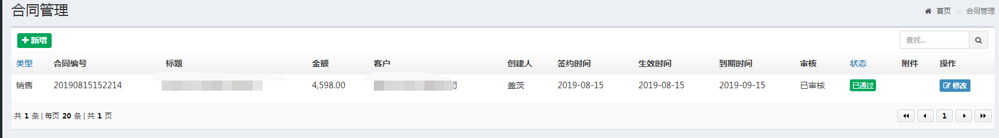 合同管理
首页 > 合同管理
新增
查找...
类型 合同编号 标题 金额 客户 创建人 签约时间 生效时间 到期时间 审核 状态 附件 操作
销售 20190815152214 4,598.00 盖茨 2019-08-15 2019-08-15 2019-09-15 已审核 已通过 修改
共 1 条 | 每页 20 条 | 共 1 页
1